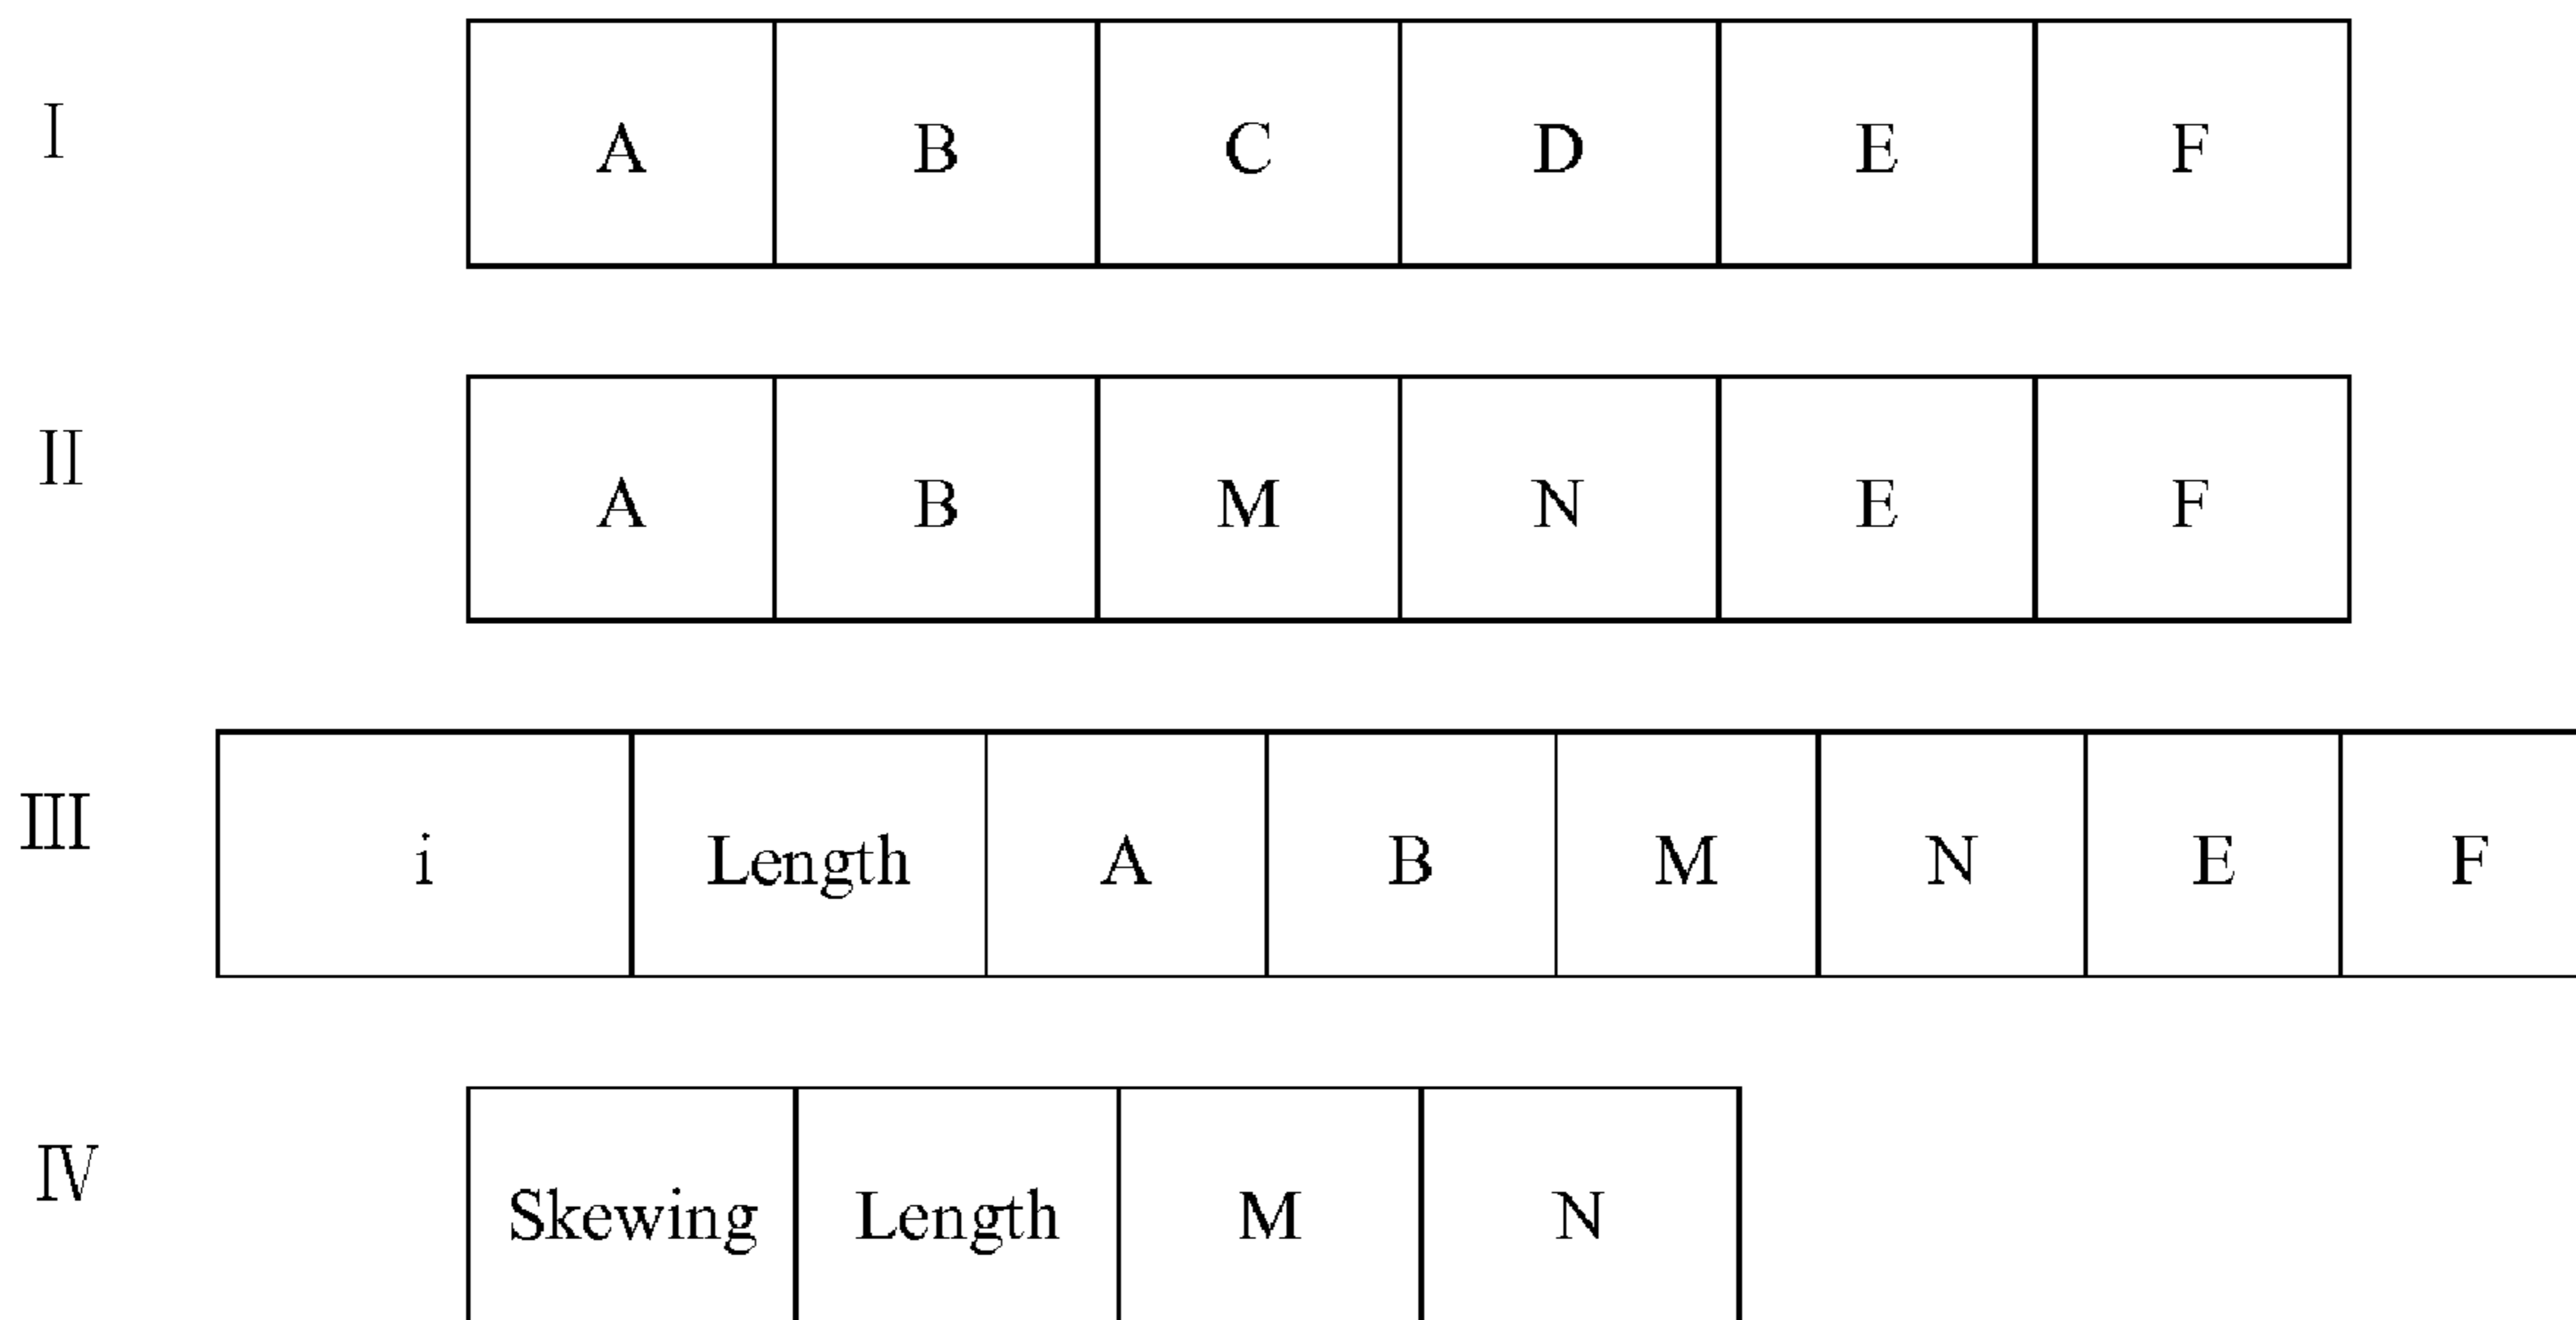 I A B C D E F
II A B M N E F
III i Length A B M N E F
IV Skewing Length M N